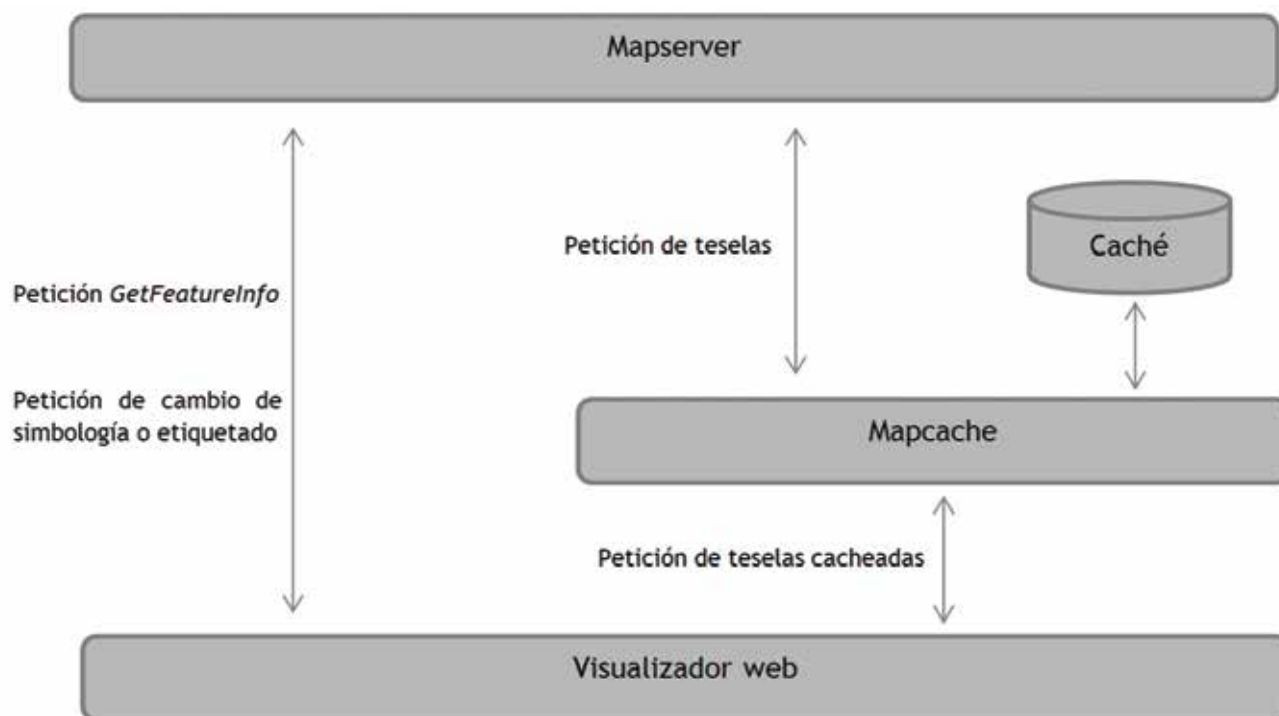 Mapserver
Petición de teselas
Caché
Petición GetFeatureInfo
Petición de cambio de
simbología o etiquetado
Mapcache
Petición de teselas cacheadas
Visualizador web